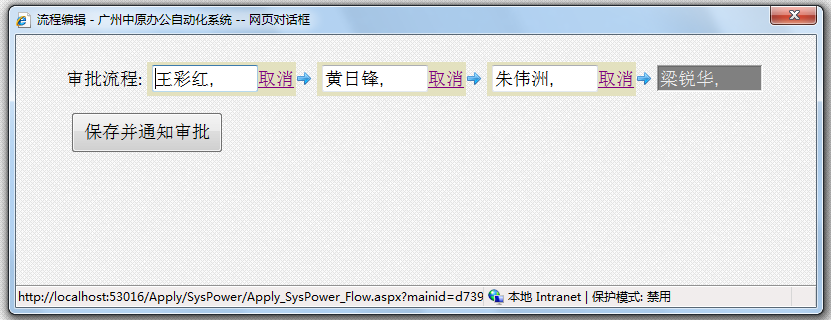 流程编辑 - 广州中原办公自动化系统 -- 网页对话框
审批流程: 王彩红, 取消 黄日锋, 取消 朱伟洲, 取消 梁锐华,
保存并通知审批
http://localhost:53016/Apply/SysPower/Apply_SysPower_Flow.aspx?mainid=d739 本地 Intranet | 保护模式: 禁用